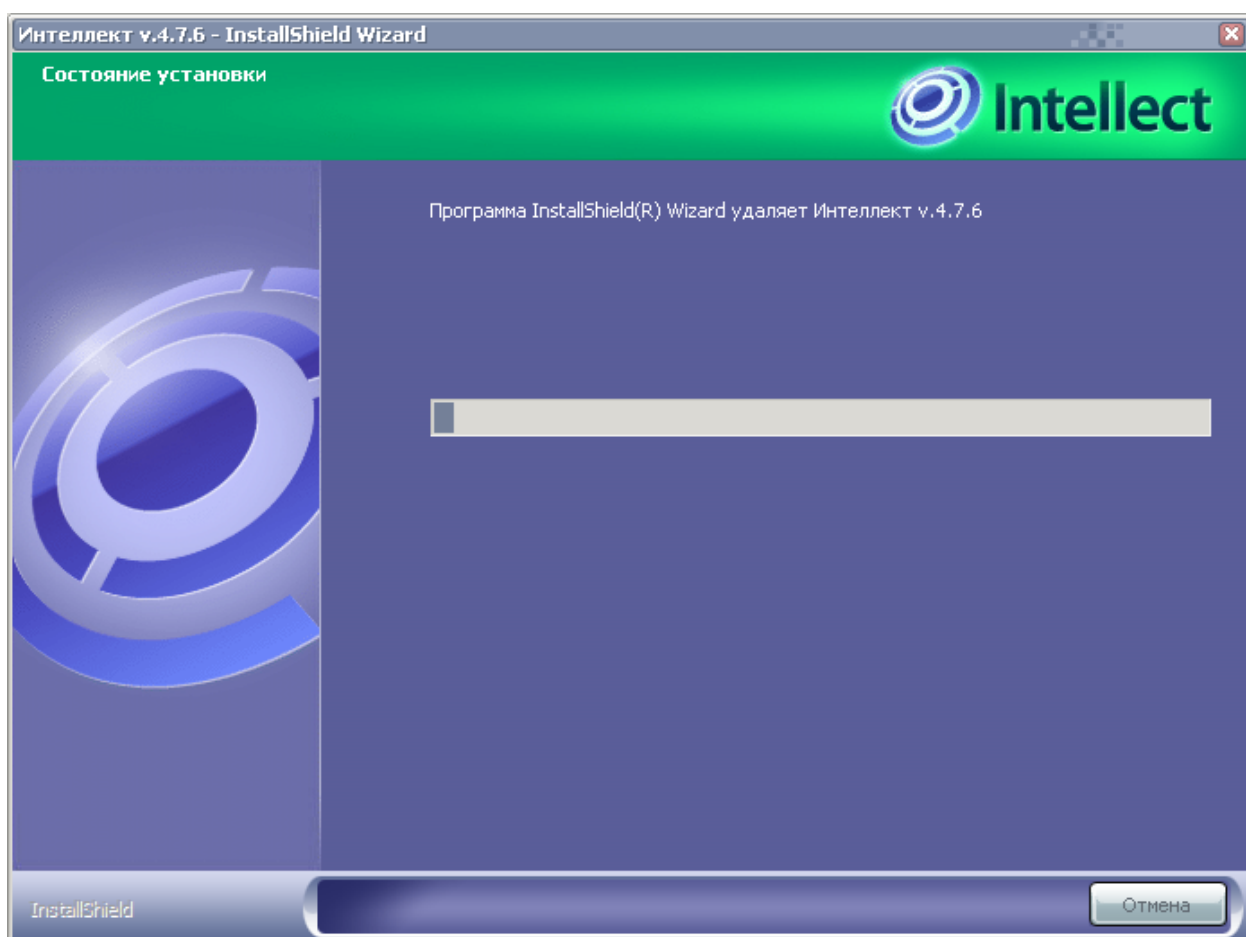 Интеллект v.4.7.6 - InstallShield Wizard
Состояние установки
Intellect
Программа InstallShield(R) Wizard удаляет Интеллект v.4.7.6
InstallShield
Отмена